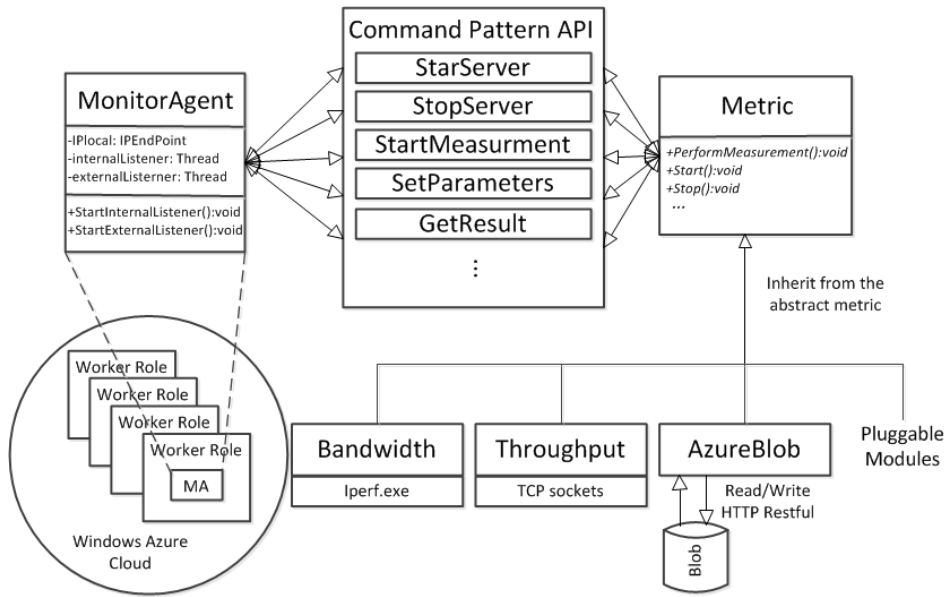 Command Pattern API
StarServer
StopServer
StartMeasurment
SetParameters
GetResult
⋮
MonitorAgent
-IPlocal: IPEndPoint
-internalListener: Thread
-externalListerner: Thread
+StartInternalListener():void
+StartExternalListener():void
Metric
+PerformMeasurement():void
+Start():void
+Stop():void
...
Inherit from the
abstract metric
Worker Role
Worker Role
Worker Role
Worker Role
MA
Windows Azure
Cloud
Bandwidth
Iperf.exe
Throughput
TCP sockets
AzureBlob
Read/Write
HTTP Restful
Blob
Pluggable
Modules